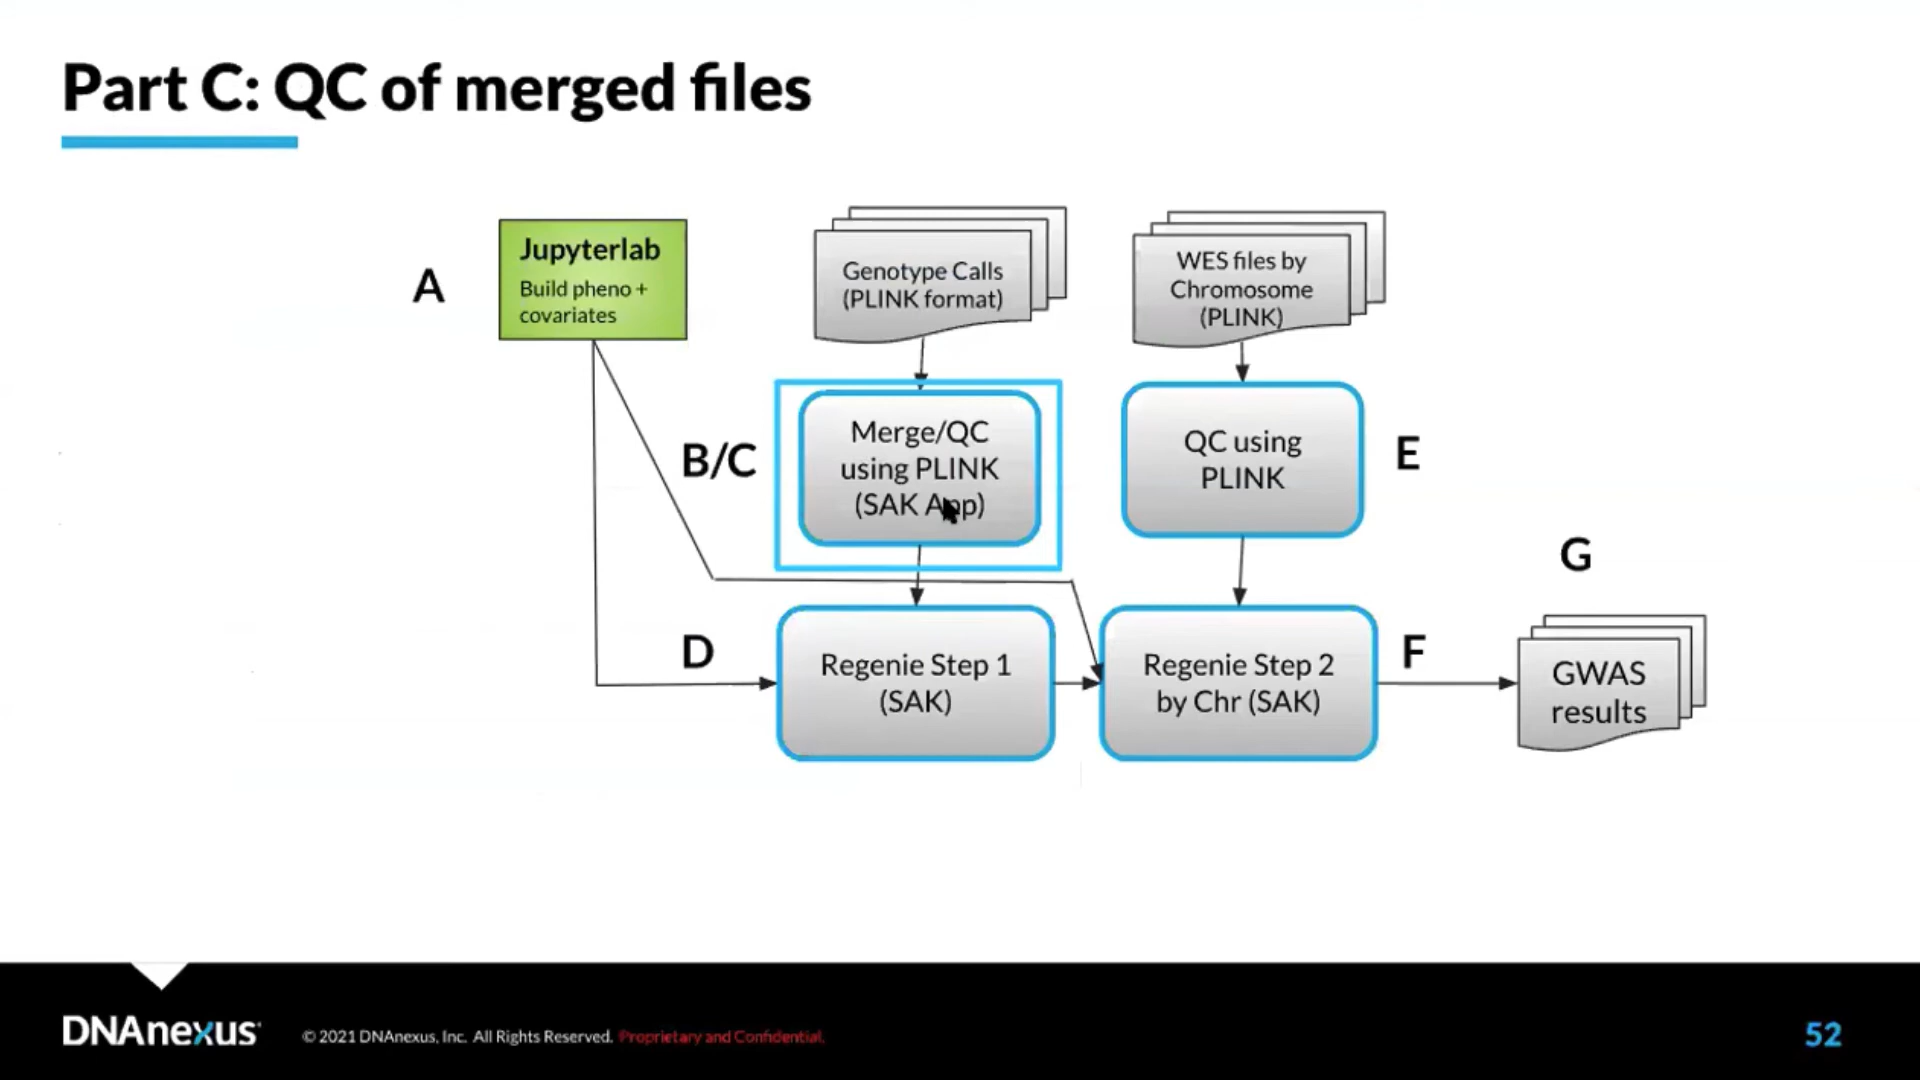 Part C: QC of merged files
A
Jupyterlab
Build pheno +
covariates
Genotype Calls
(PLINK format)
WES files by
Chromosome
(PLINK)
B/C
Merge/QC
using PLINK
(SAK App)
QC using
PLINK
E
G
D
Regenie Step 1
(SAK)
Regenie Step 2
by Chr (SAK)
F
GWAS
results
DNAnexus
© 2021 DNAnexus, Inc. All Rights Reserved. Proprietary and Confidential.
52